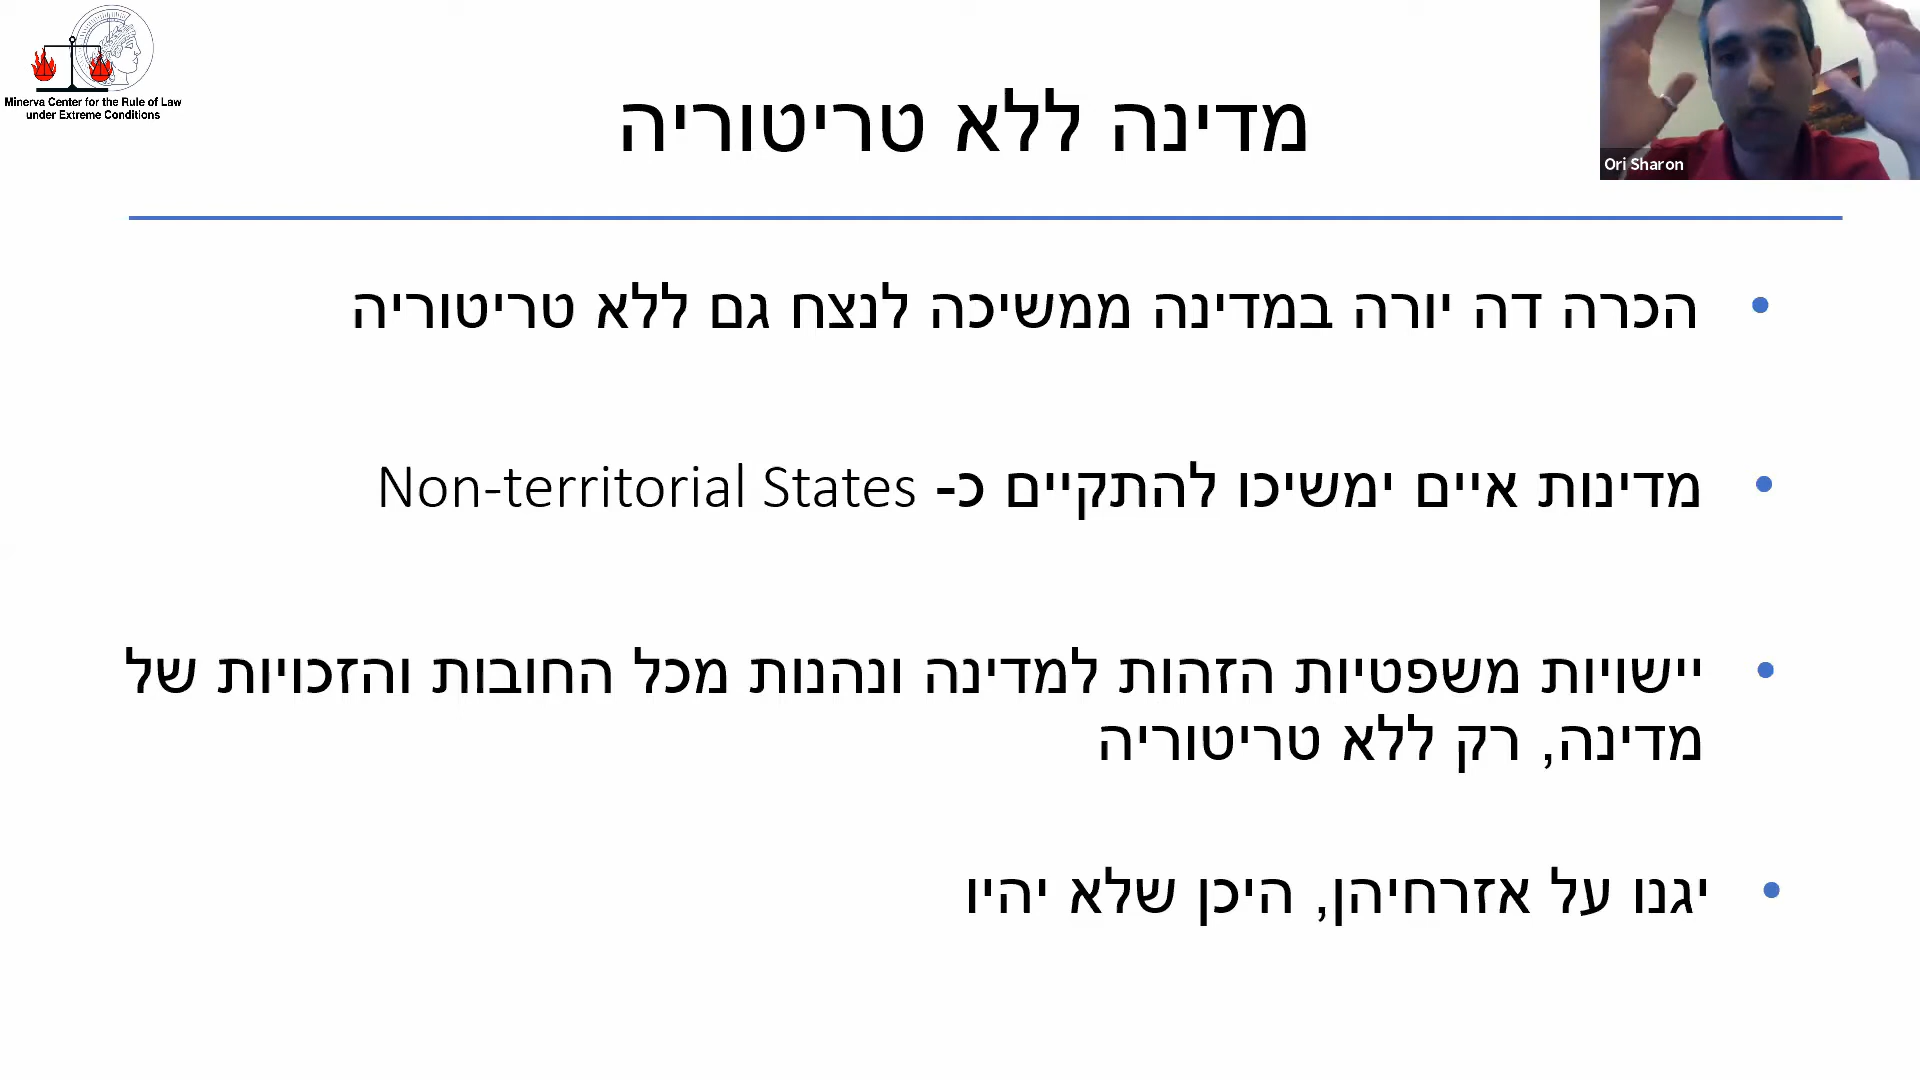 Minerva Center for the Rule of Law
under Extreme Conditions
מדינה ללא טריטוריה
Ori Sharon
הכרה דה יורה במדינה ממשיכה לנצח גם ללא טריטוריה
מדינות איים ימשיכו להתקיים כ- Non-territorial States
יישויות משפטיות הזהות למדינה ונהנות מכל החובות והזכויות של
מדינה, רק ללא טריטוריה
יגנו על אזרחיהן, היכן שלא יהיו